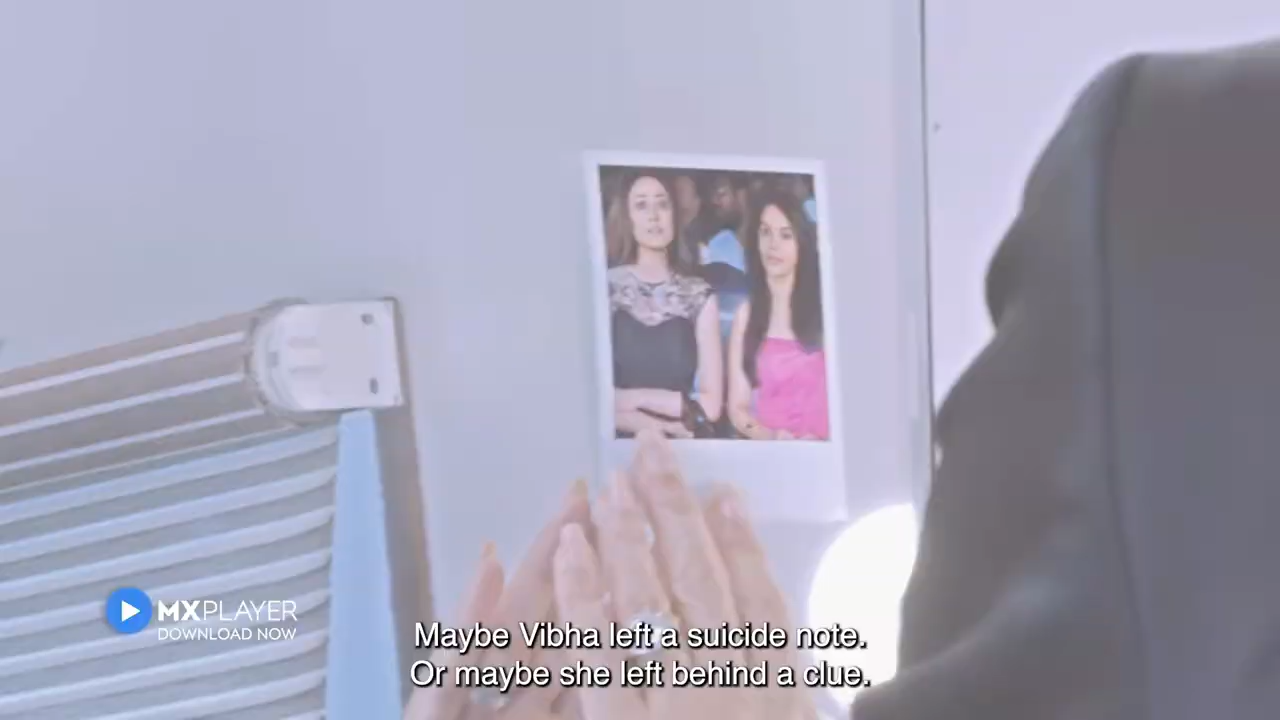 MXPLAYER
DOWNLOAD NOW
Maybe Vibha left a suicide note.
Or maybe she left behind a clue.